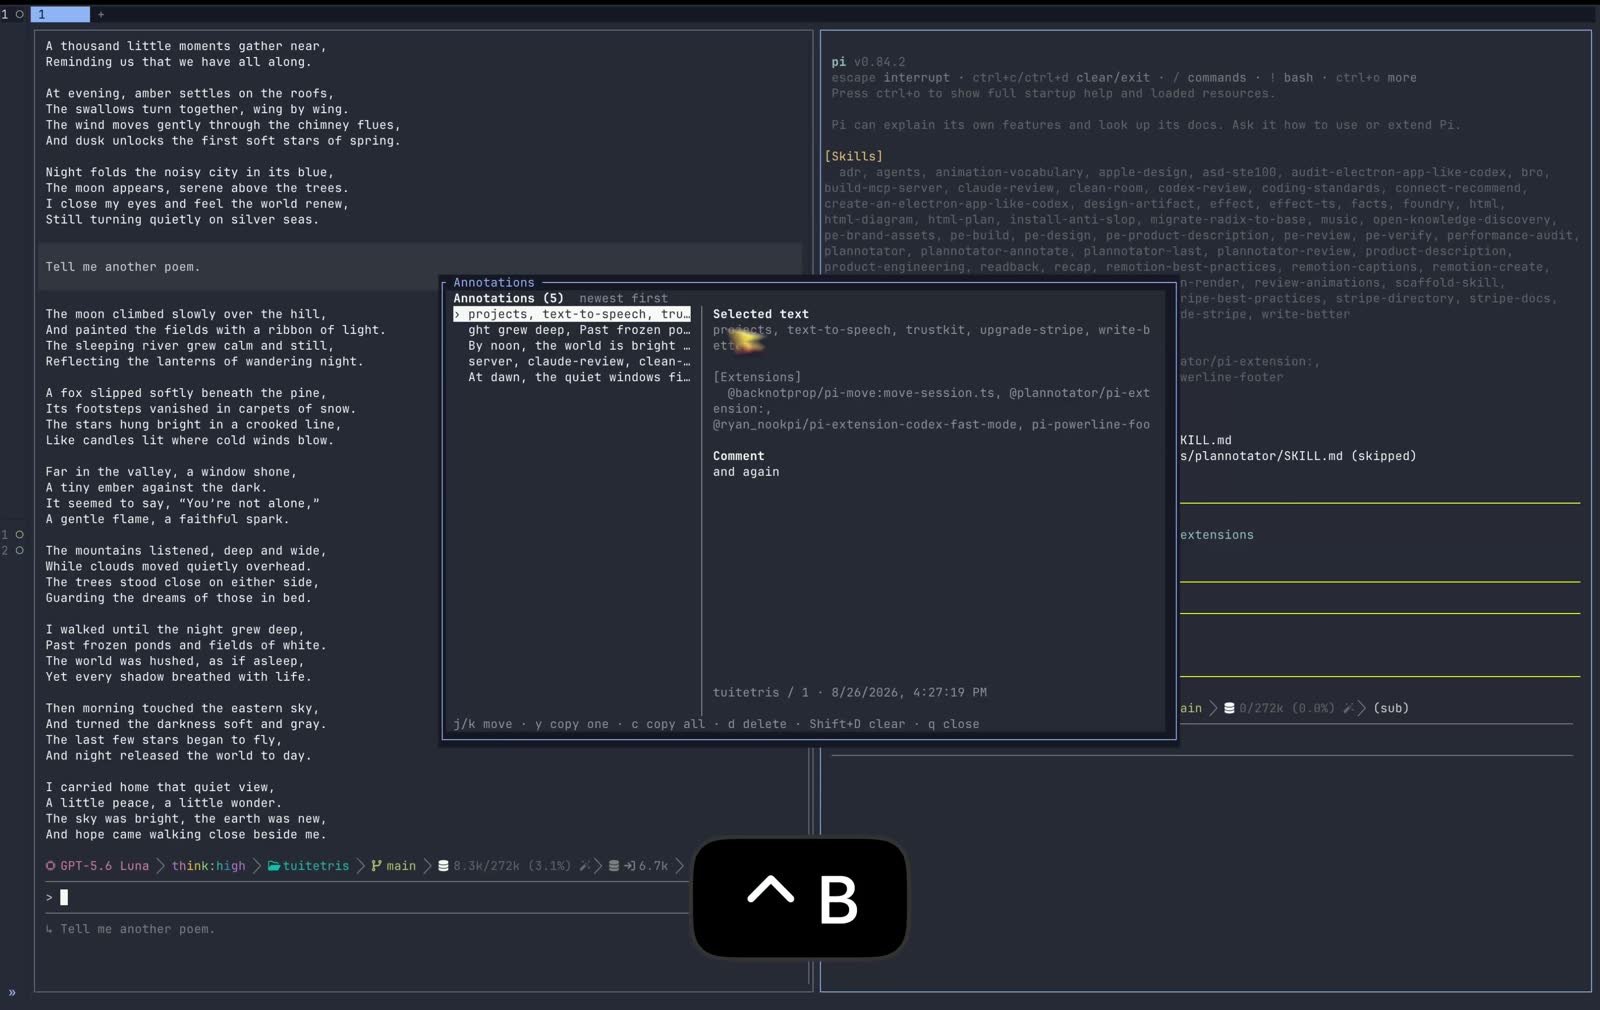 1 ○ 1 +
A thousand little moments gather near,
Reminding us that we have all along.
At evening, amber settles on the roofs,
The swallows turn together, wing by wing.
The wind moves gently through the chimney flues,
And dusk unlocks the first soft stars of spring.
Night folds the noisy city in its blue,
The moon appears, serene above the trees.
I close my eyes and feel the world renew,
Still turning quietly on silver seas.
Tell me another poem.
The moon climbed slowly over the hill,
And painted the fields with a ribbon of light.
The sleeping river grew calm and still,
Reflecting the lanterns of wandering night.
A fox slipped softly beneath the pine,
Its footsteps vanished in carpets of snow.
The stars hung bright in a crooked line,
Like candles lit where cold winds blow.
Far in the valley, a window shone,
A tiny ember against the dark.
It seemed to say, “You’re not alone,”
A gentle flame, a faithful spark.
1 ○
2 ○
The mountains listened, deep and wide,
While clouds moved quietly overhead.
The trees stood close on either side,
Guarding the dreams of those in bed.
I walked until the night grew deep,
Past frozen ponds and fields of white.
The world was hushed, as if asleep,
Yet every shadow breathed with life.
Then morning touched the eastern sky,
And turned the darkness soft and gray.
The last few stars began to fly,
And night released the world to day.
I carried home that quiet view,
A little peace, a little wonder.
The sky was bright, the earth was new,
And hope came walking close beside me.
GPT-5.6 Luna > think:high > tuitetris > main > 8.3k/272k (3.1%) > 6.7k >
>
↳ Tell me another poem.
»
pi v0.84.2
escape interrupt · ctrl+c/ctrl+d clear/exit · / commands · ! bash · ctrl+o more
Press ctrl+o to show full startup help and loaded resources.
Pi can explain its own features and look up its docs. Ask it how to use or extend Pi.
[Skills]
adr, agents, animation-vocabulary, apple-design, asd-ste100, audit-electron-app-like-codex, bro,
build-mcp-server, claude-review, clean-room, codex-review, coding-standards, connect-recommend,
create-an-electron-app-like-codex, design-artifact, effect, effect-ts, facts, foundry, html,
html-diagram, html-plan, install-anti-slop, migrate-radix-to-base, music, open-knowledge-discovery,
pe-brand-assets, pe-build, pe-design, pe-product-description, pe-review, pe-verify, performance-audit,
plannotator, plannotator-annotate, plannotator-last, plannotator-review, product-description,
product-engineering, readback, recap, remotion-best-practices, remotion-captions, remotion-create,
n-render, review-animations, scaffold-skill,
ripe-best-practices, stripe-directory, stripe-docs,
de-stripe, write-better
ator/pi-extension:,
werline-footer
KILL.md
s/plannotator/SKILL.md (skipped)
extensions
ain > 0/272k (0.0%) > (sub)
Annotations
Annotations (5) newest first
› projects, text-to-speech, tru…
ght grew deep, Past frozen po…
By noon, the world is bright …
server, claude-review, clean-…
At dawn, the quiet windows fi…
Selected text
projects, text-to-speech, trustkit, upgrade-stripe, write-b
ett
[Extensions]
@backnotprop/pi-move:move-session.ts, @plannotator/pi-ext
ension:,
@ryan_nookpi/pi-extension-codex-fast-mode, pi-powerline-foo
Comment
and again
tuitetris / 1 · 8/26/2026, 4:27:19 PM
j/k move · y copy one · c copy all · d delete · Shift+D clear · q close
^ B